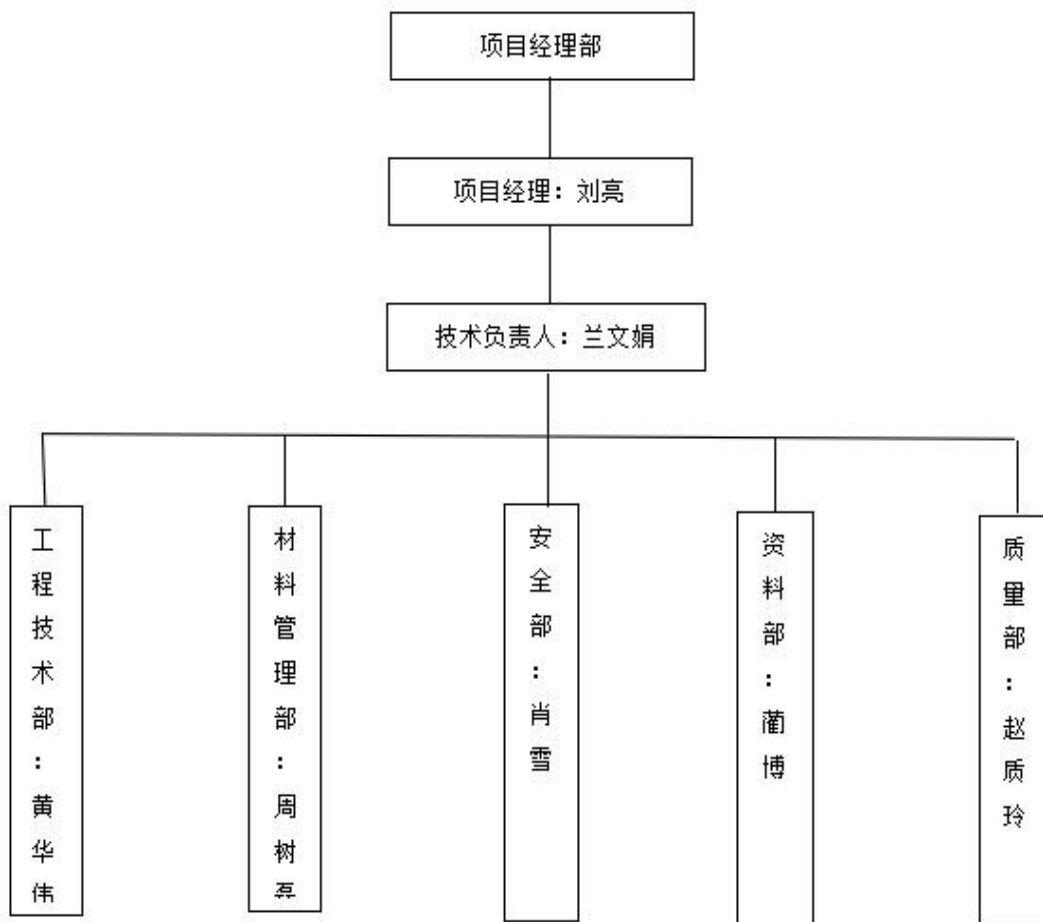 项目经理部
项目经理：刘亮
技术负责人：兰文娟
工程技术部：黄华伟
材料管理部：周树磊
安全部：肖雪
资料部：蔺博
质量部：赵质玲